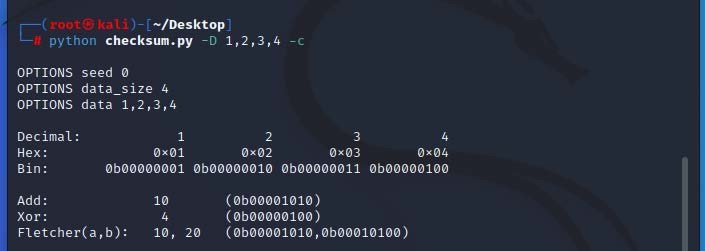 ┌──(root㉿kali)-[~/Desktop]
└─# python checksum.py -D 1,2,3,4 -c
OPTIONS seed 0
OPTIONS data_size 4
OPTIONS data 1,2,3,4
Decimal:             1          2          3          4
Hex:              0×01       0×02       0×03       0×04
Bin:        0b00000001 0b00000010 0b00000011 0b00000100
Add:              10       (0b00001010)
Xor:               4       (0b00000100)
Fletcher(a,b):    10, 20   (0b00001010,0b00010100)